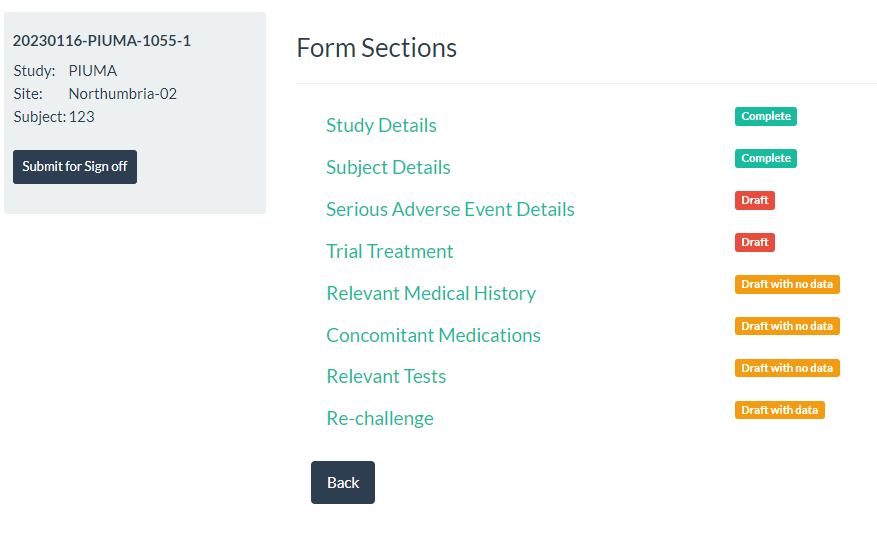 20230116-PIUMA-1055-1
Study: PIUMA
Site: Northumbria-02
Subject: 123
Submit for Sign off
Form Sections
Study Details Complete
Subject Details Complete
Serious Adverse Event Details Draft
Trial Treatment Draft
Relevant Medical History Draft with no data
Concomitant Medications Draft with no data
Relevant Tests Draft with no data
Re-challenge Draft with data
Back